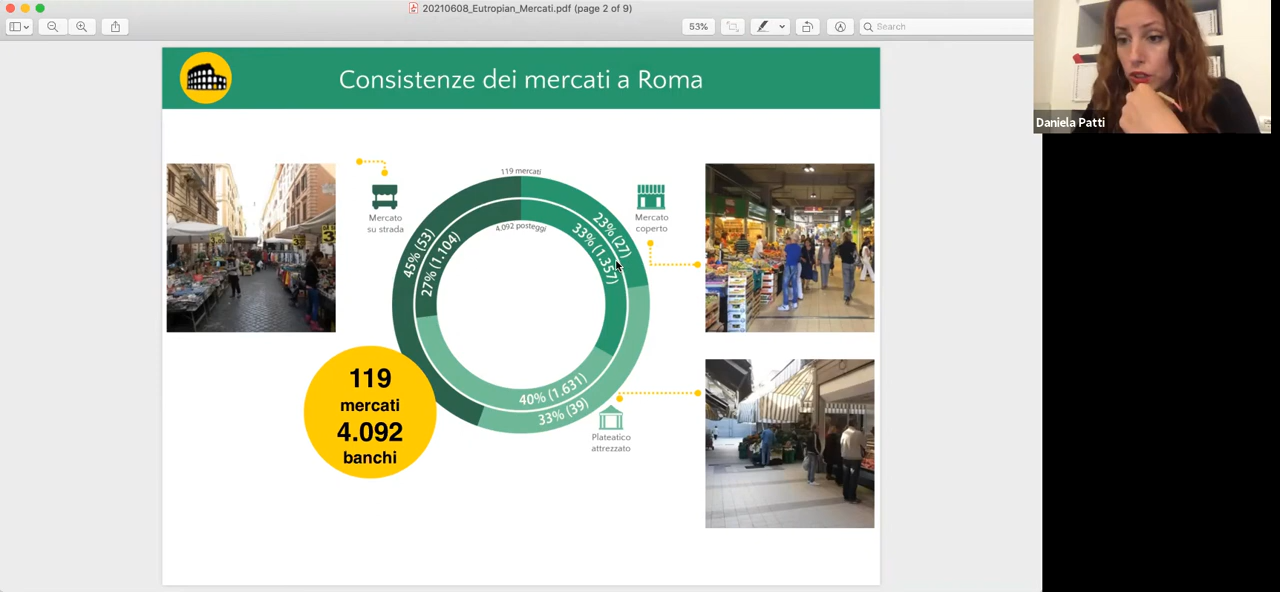 20210608_Eutropian_Mercati.pdf (page 2 of 9)
53%
Search
Daniela Patti
Consistenze dei mercati a Roma
119 mercati
4.092 posteggi
Mercato
su strada
Mercato
coperto
45% (53)
27% (1.104)
23% (27)
33% (1.357)
40% (1.631)
33% (39)
Plateatico
attrezzato
119
mercati
4.092
banchi